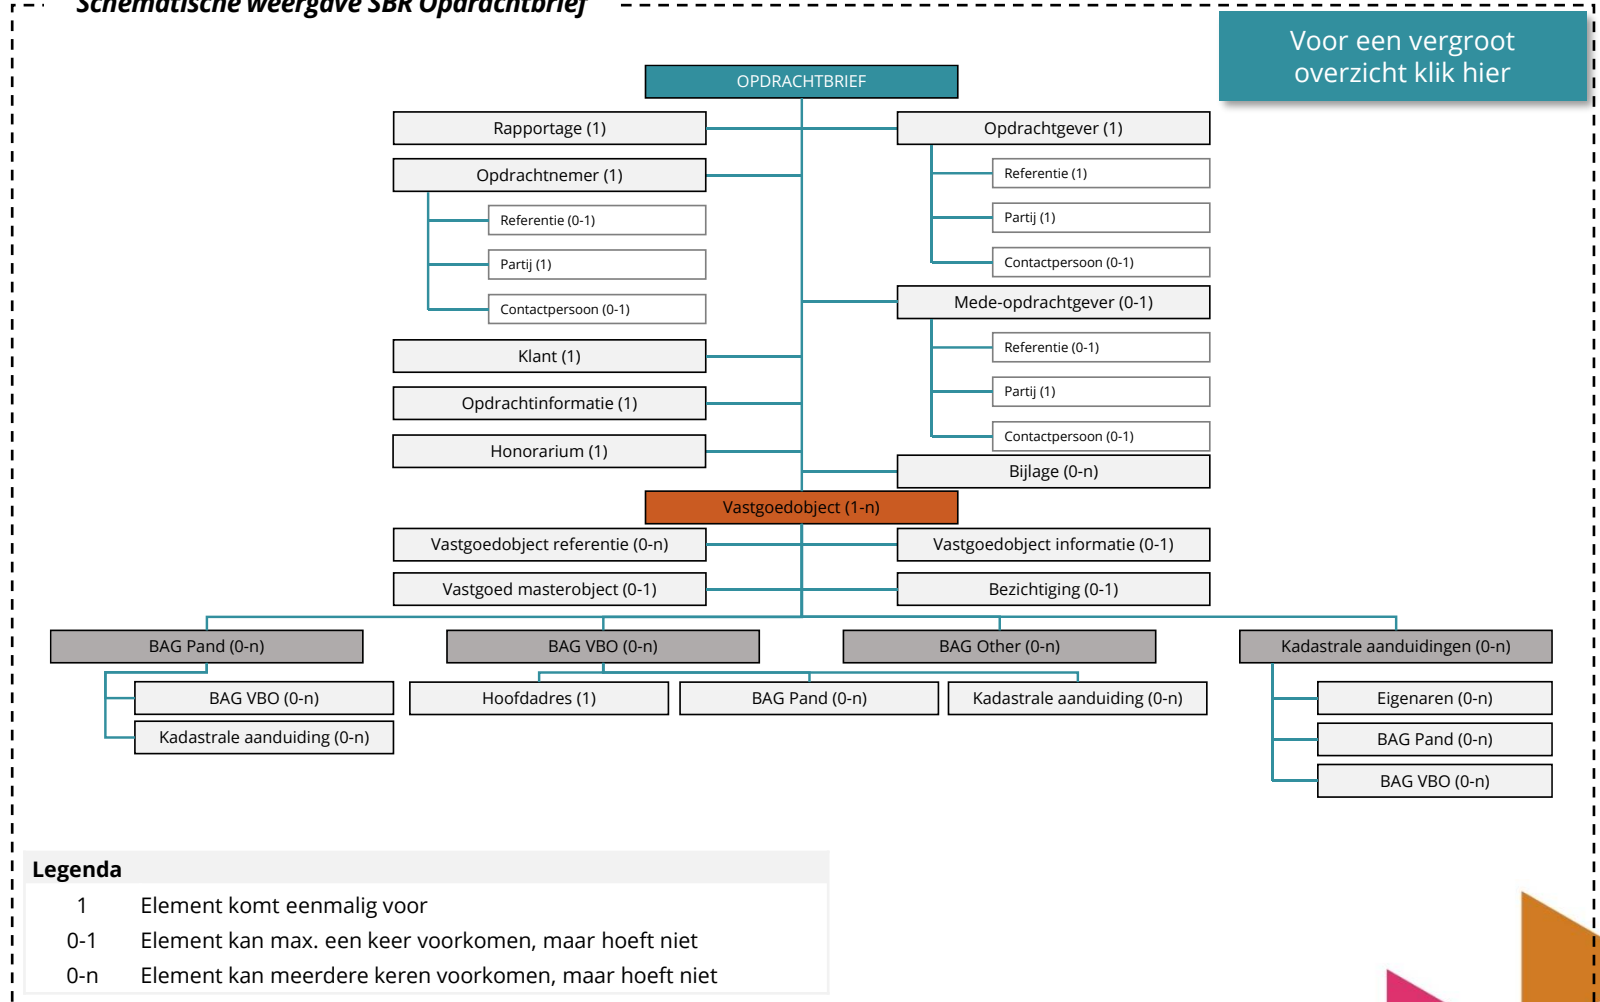 Schematische weergave SBR Opdrachtbrief
Voor een vergroot
overzicht klik hier
OPDRACHTBRIEF
Rapportage (1)
Opdrachtgever (1)
Opdrachtnemer (1)
Referentie (1)
Referentie (0-1)
Partij (1)
Partij (1)
Contactpersoon (0-1)
Contactpersoon (0-1)
Mede-opdrachtgever (0-1)
Klant (1)
Referentie (0-1)
Opdrachtinformatie (1)
Partij (1)
Honorarium (1)
Contactpersoon (0-1)
Bijlage (0-n)
Vastgoedobject (1-n)
Vastgoedobject referentie (0-n)
Vastgoedobject informatie (0-1)
Vastgoed masterobject (0-1)
Bezichtiging (0-1)
BAG Pand (0-n)
BAG VBO (0-n)
BAG Other (0-n)
Kadastrale aanduidingen (0-n)
BAG VBO (0-n)
Kadastrale aanduiding (0-n)
Hoofdadres (1)
BAG Pand (0-n)
Kadastrale aanduiding (0-n)
Eigenaren (0-n)
BAG Pand (0-n)
BAG VBO (0-n)
Legenda
1 Element komt eenmalig voor
0-1 Element kan max. een keer voorkomen, maar hoeft niet
0-n Element kan meerdere keren voorkomen, maar hoeft niet